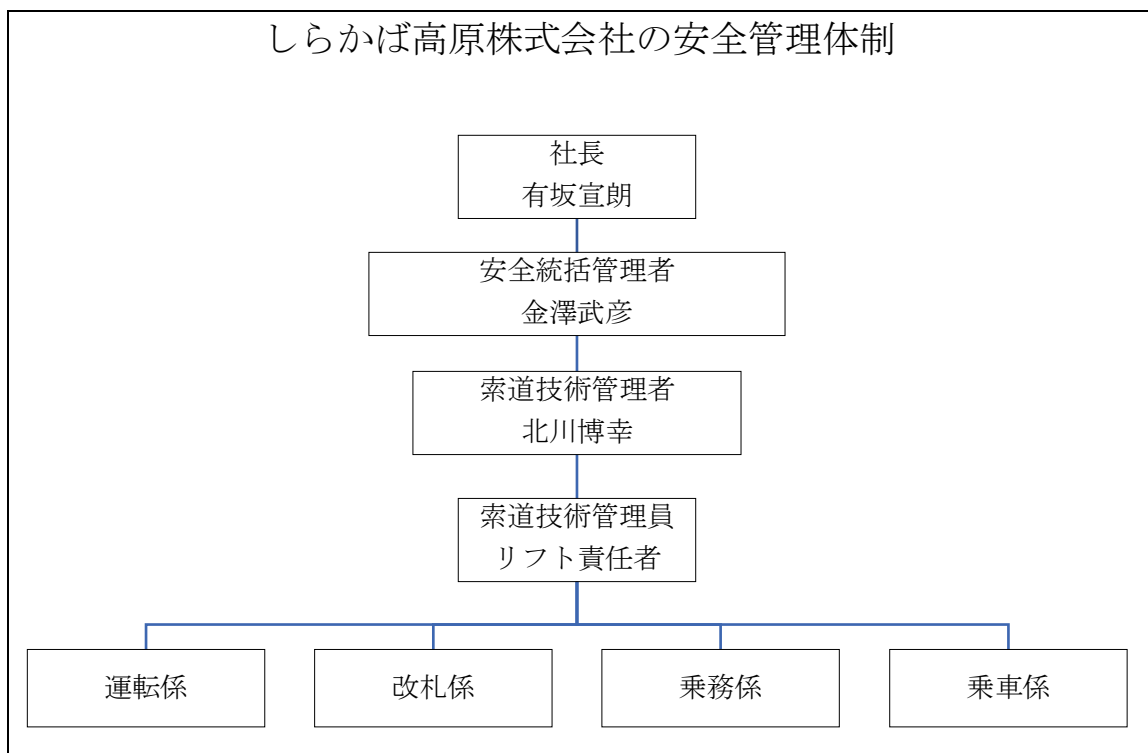 しらかば高原株式会社の安全管理体制
社長
有坂宣朗
安全統括管理者
金澤武彦
索道技術管理者
北川博幸
索道技術管理員
リフト責任者
運転係
改札係
乗務係
乗車係